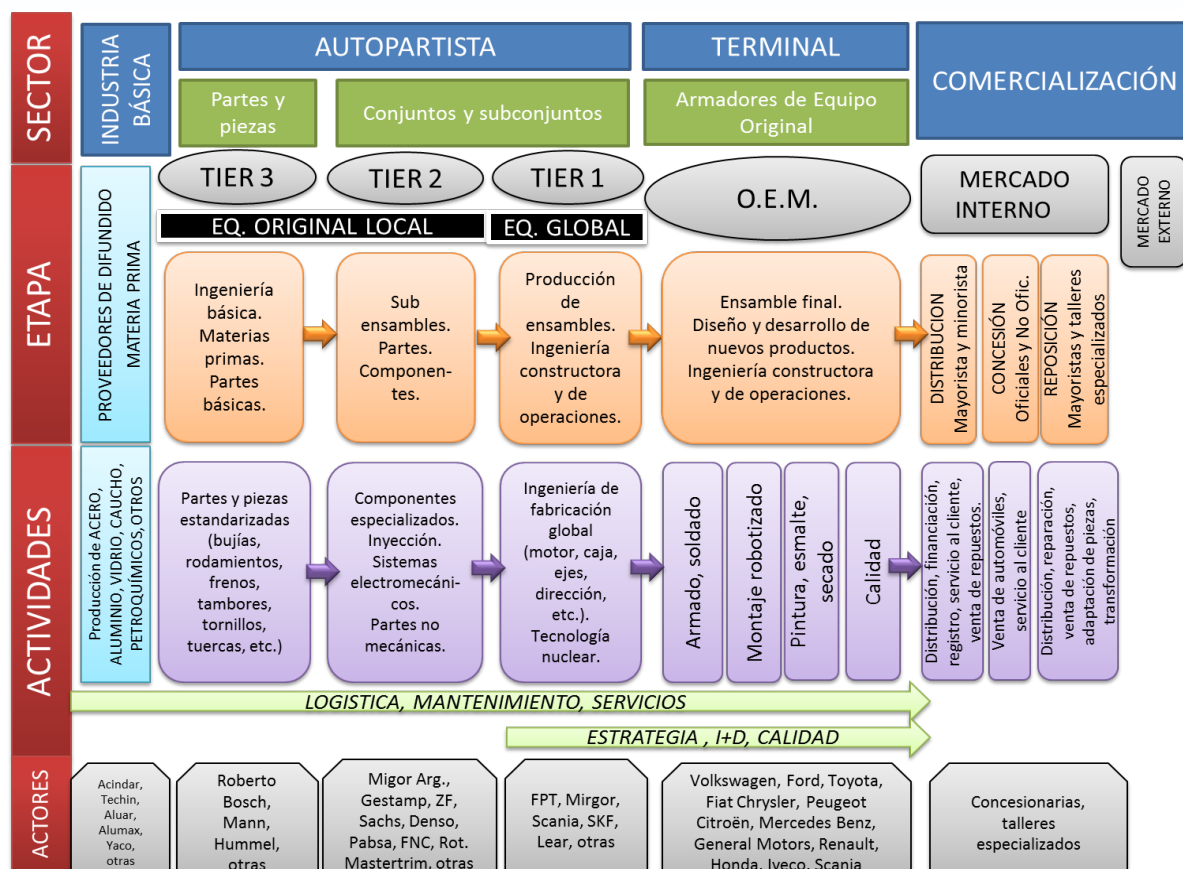 SECTOR
INDUSTRIA
BÁSICA
AUTOPARTISTA
TERMINAL
COMERCIALIZACIÓN
Partes y
piezas
Conjuntos y subconjuntos
Armadores de Equipo
Original
ETAPA
PROVEEDORES DE DIFUNDIDO
MATERIA PRIMA
TIER 3
TIER 2
TIER 1
O.E.M.
MERCADO
INTERNO
MERCADO
EXTERNO
EQ. ORIGINAL LOCAL
EQ. GLOBAL
Ingeniería
básica.
Materias
primas.
Partes
básicas.
Sub
ensambles.
Partes.
Componen-
tes.
Producción
de
ensambles.
Ingeniería
constructora
y de
operaciones.
Ensamble final.
Diseño y desarrollo de
nuevos productos.
Ingeniería constructora
y de operaciones.
DISTRIBUCION
Mayorista y minorista
CONCESIÓN
Oficiales y No Ofic.
REPOSICIÓN
Mayoristas y talleres
especializados
ACTIVIDADES
Producción de ACERO,
ALUMINIO, VIDRIO, CAUCHO,
PETROQUÍMICOS, OTROS
Partes y piezas
estandarizadas
(bujías,
rodamientos,
frenos,
tambores,
tornillos,
tuercas, etc.)
Componentes
especializados.
Inyección.
Sistemas
electromecáni-
cos.
Partes no
mecánicas.
Ingeniería de
fabricación
global
(motor, caja,
ejes,
dirección,
etc.).
Tecnología
nuclear.
Armado, soldado
Montaje robotizado
Pintura, esmalte,
secado
Calidad
Distribución, financiación,
registro, servicio al cliente,
venta de repuestos.
Venta de automóviles,
servicio al cliente
Distribución, reparación,
venta de repuestos,
adaptación de piezas,
transformación
LOGISTICA, MANTENIMIENTO, SERVICIOS
ESTRATEGIA , I+D, CALIDAD
ACTORES
Acindar,
Techin,
Aluar,
Alumax,
Yaco,
otras
Roberto
Bosch,
Mann,
Hummel,
otras
Migor Arg.,
Gestamp, ZF,
Sachs, Denso,
Pabsa, FNC, Rot.
Mastertrim, otras
FPT, Mirgor,
Scania, SKF,
Lear, otras
Volkswagen, Ford, Toyota,
Fiat Chrysler, Peugeot
Citroën, Mercedes Benz,
General Motors, Renault,
Honda, Iveco, Scania
Concesionarias,
talleres
especializados